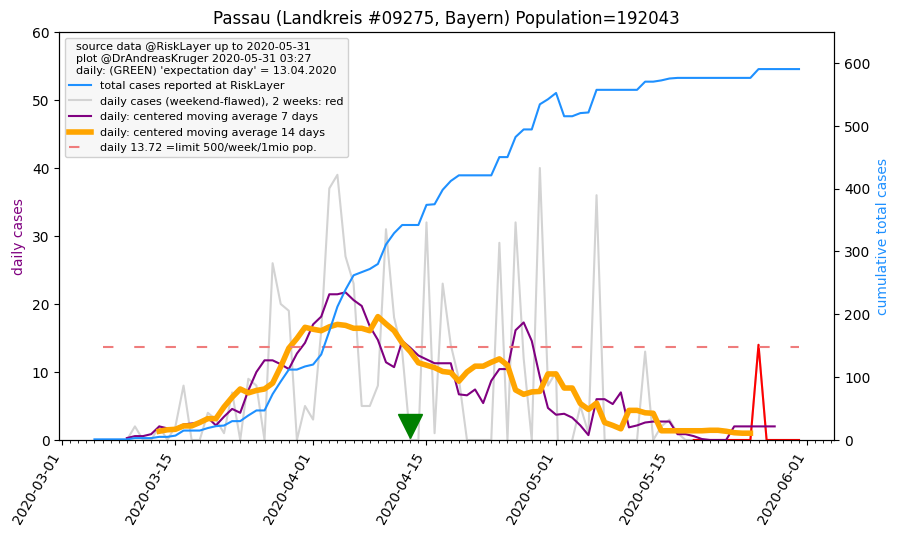 Passau (Landkreis #09275, Bayern) Population=192043
source data @RiskLayer up to 2020-05-31
plot @DrAndreasKruger 2020-05-31 03:27
daily: (GREEN) 'expectation day' = 13.04.2020
total cases reported at RiskLayer
daily cases (weekend-flawed), 2 weeks: red
daily: centered moving average 7 days
daily: centered moving average 14 days
daily 13.72 =limit 500/week/1mio pop.
daily cases
60
50
40
30
20
10
0
cumulative total cases
600
500
400
300
200
100
0
2020-03-01
2020-03-15
2020-04-01
2020-04-15
2020-05-01
2020-05-15
2020-06-01